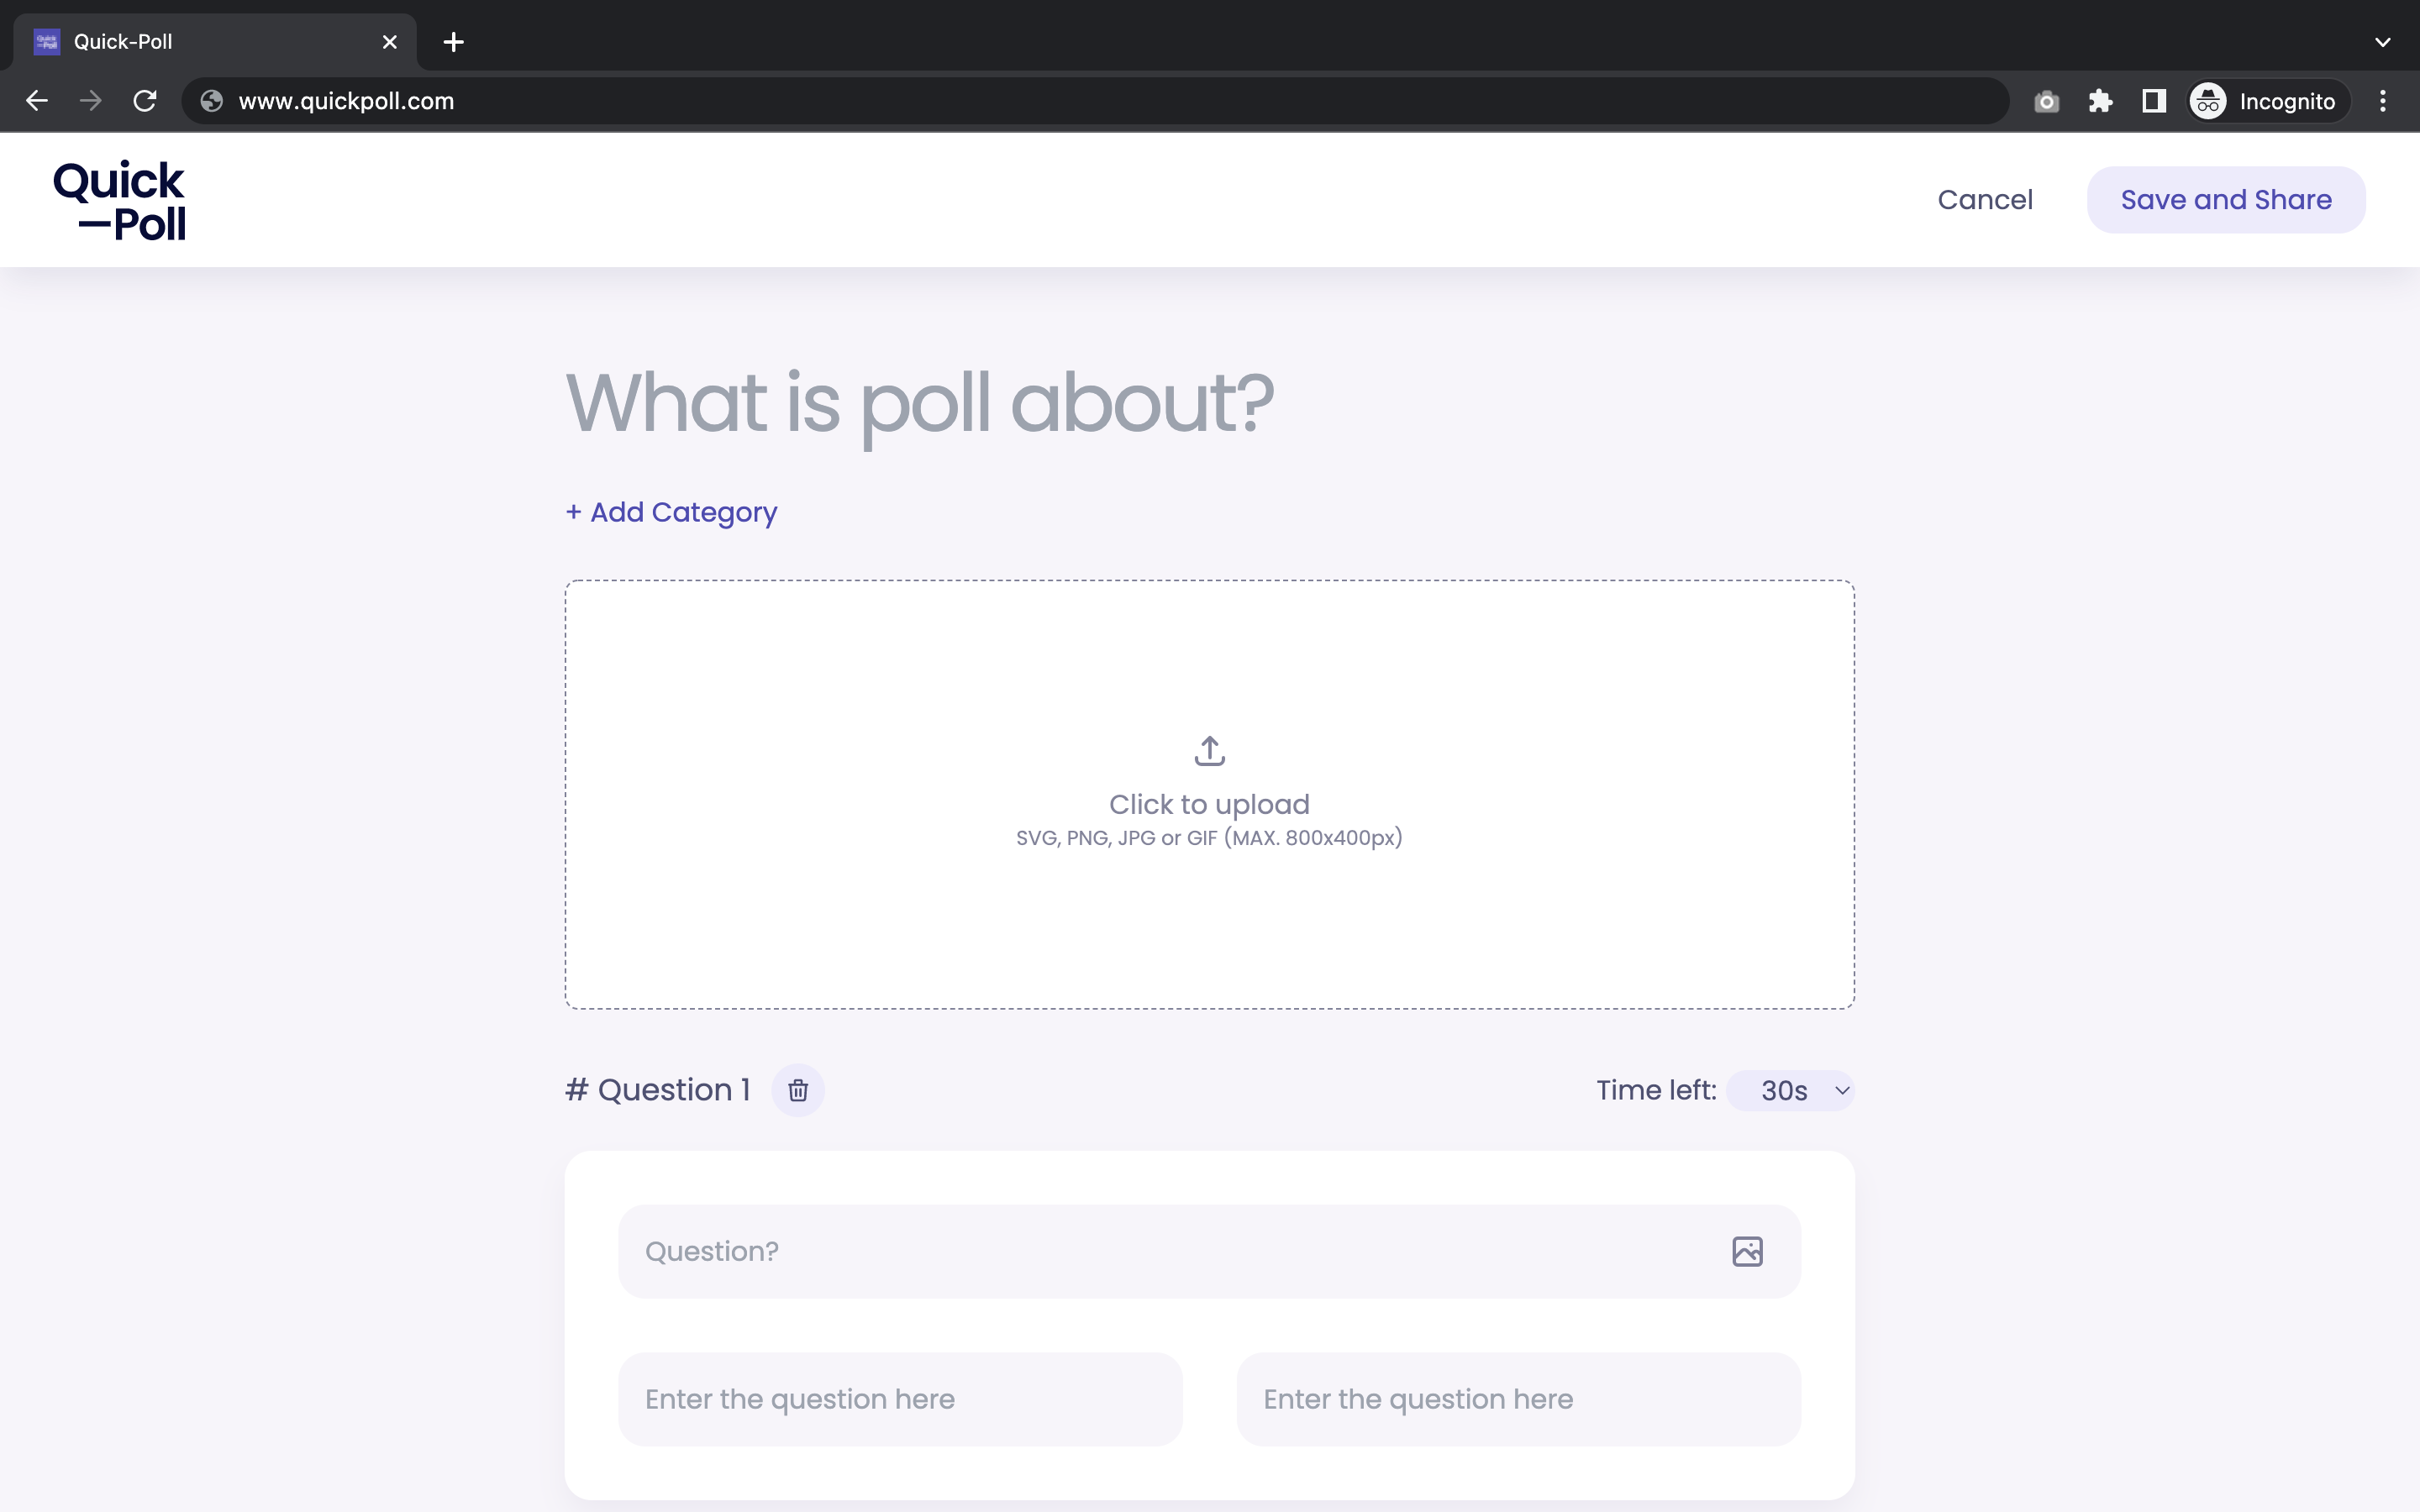 Quick-Poll
www.quickpoll.com
Incognito
Quick
—Poll
Cancel
Save and Share
What is poll about?
+ Add Category
Click to upload
SVG, PNG, JPG or GIF (MAX. 800x400px)
# Question 1
Time left: 30s
Question?
Enter the question here
Enter the question here